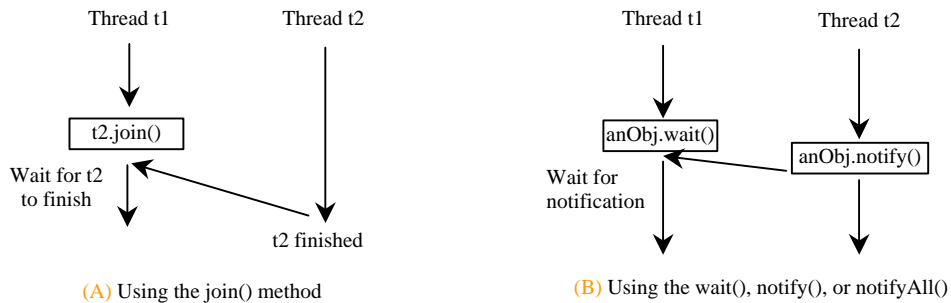 Thread t1
Thread t2
t2.join()
Wait for t2
to finish
t2 finished
(A) Using the join() method
Thread t1
Thread t2
anObj.wait()
anObj.notify()
Wait for
notification
(B) Using the wait(), notify(), or notifyAll()